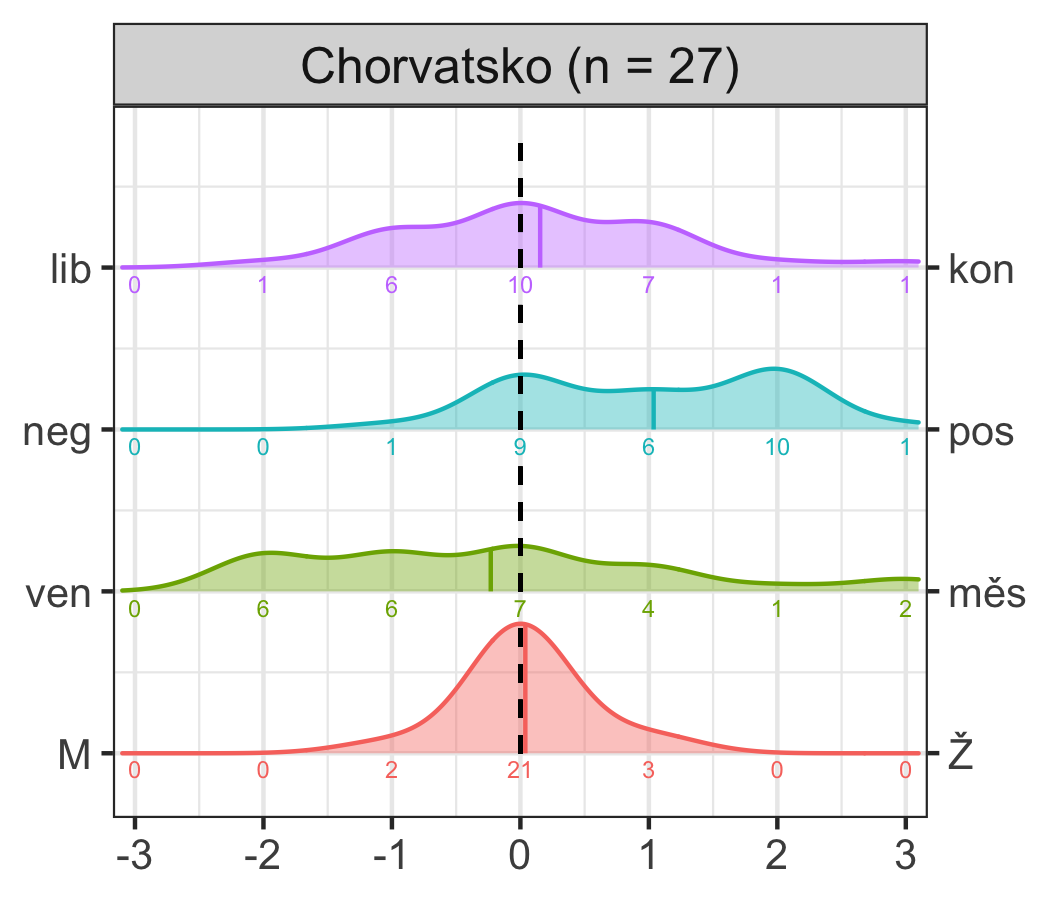 Chorvatsko (n = 27)
lib kon
0 1 6 10 7 1 1
neg pos
0 0 1 9 6 10 1
ven měs
0 6 6 7 4 1 2
M Ž
0 0 2 21 3 0 0
-3 -2 -1 0 1 2 3